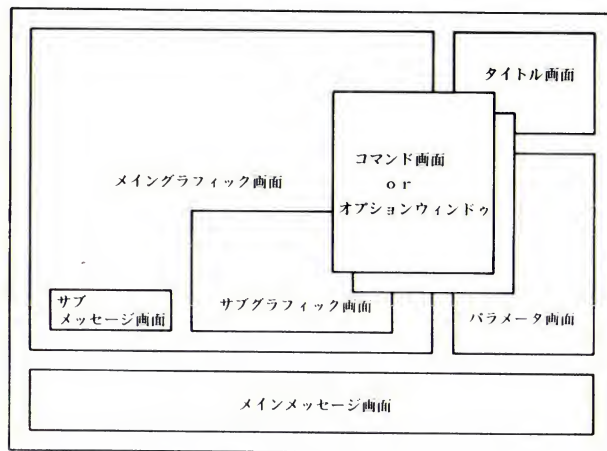 タイトル画面
コマンド画面
or
オプションウィンドゥ
メイングラフィック画面
サブ
メッセージ画面
サブグラフィック画面
パラメータ画面
メインメッセージ画面